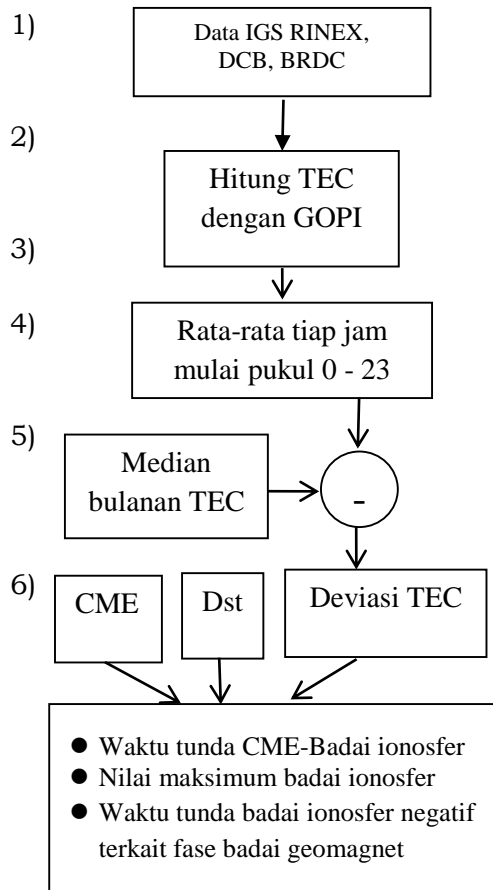 1)
Data IGS RINEX,
DCB, BRDC
2)
Hitung TEC
dengan GOPI
3)
4)
Rata-rata tiap jam
mulai pukul 0 - 23
5)
Median
bulanan TEC
-
6)
CME
Dst
Deviasi TEC
● Waktu tunda CME-Badai ionosfer
● Nilai maksimum badai ionosfer
● Waktu tunda badai ionosfer negatif
terkait fase badai geomagnet